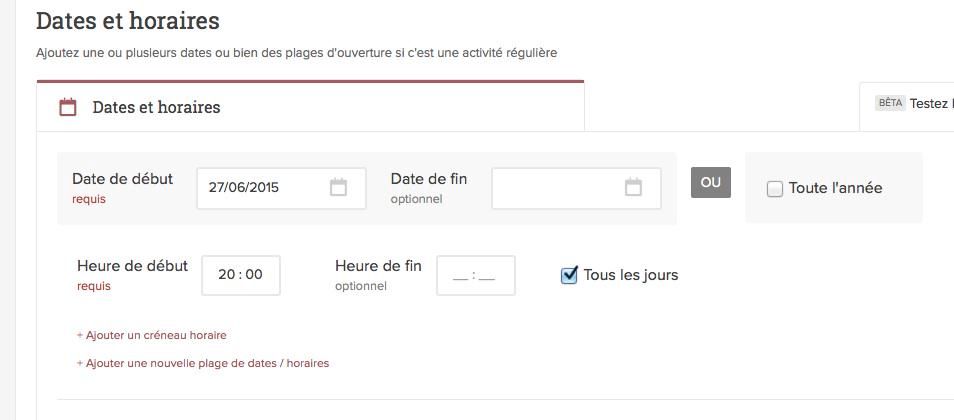 Dates et horaires
Ajoutez une ou plusieurs dates ou bien des plages d'ouverture si c'est une activité régulière
Dates et horaires
BÊTA Testez
Date de début
requis
27/06/2015
Date de fin
optionnel
OU
Toute l'année
Heure de début
requis
20 : 00
Heure de fin
optionnel
__ : __
Tous les jours
+ Ajouter un créneau horaire
+ Ajouter une nouvelle plage de dates / horaires